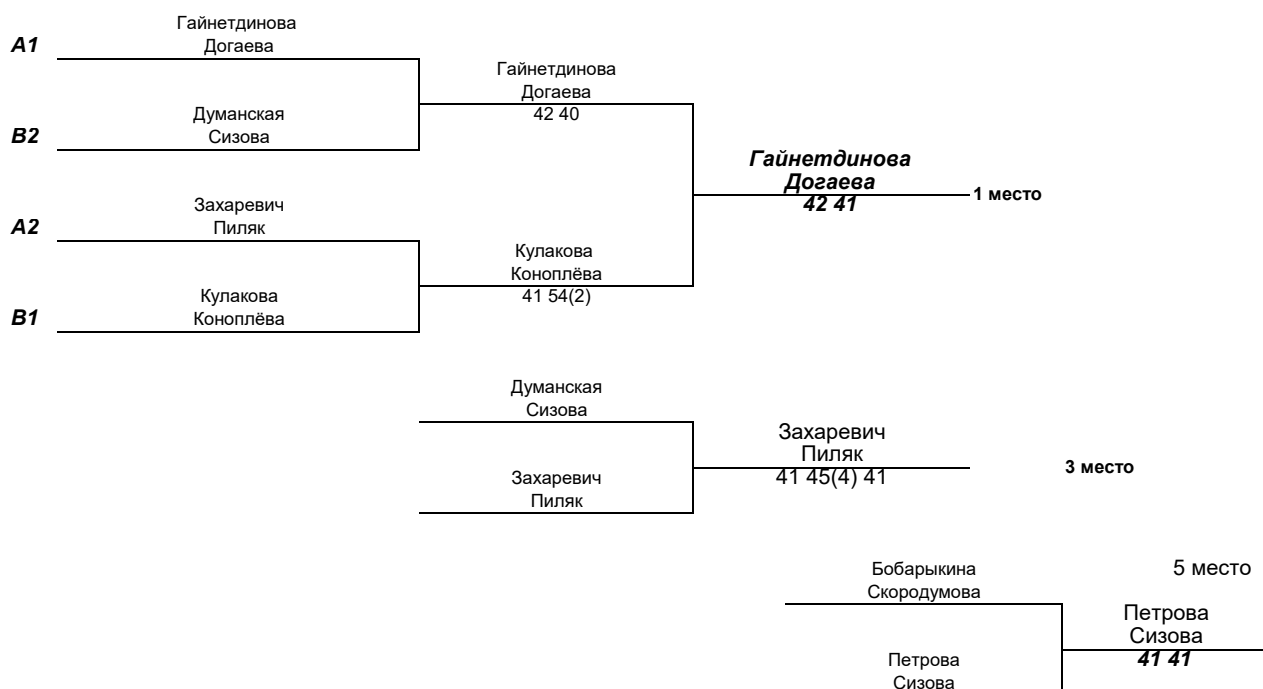 Гайнетдинова
Догаева
A1
Гайнетдинова
Догаева
42 40
Думанская
Сизова
B2
Гайнетдинова
Догаева
42 41
1 место
Захаревич
Пиляк
A2
Кулакова
Коноплёва
41 54(2)
Кулакова
Коноплёва
B1
Думанская
Сизова
Захаревич
Пиляк
41 45(4) 41
3 место
Захаревич
Пиляк
Бобарыкина
Скородумова
5 место
Петрова
Сизова
41 41
Петрова
Сизова